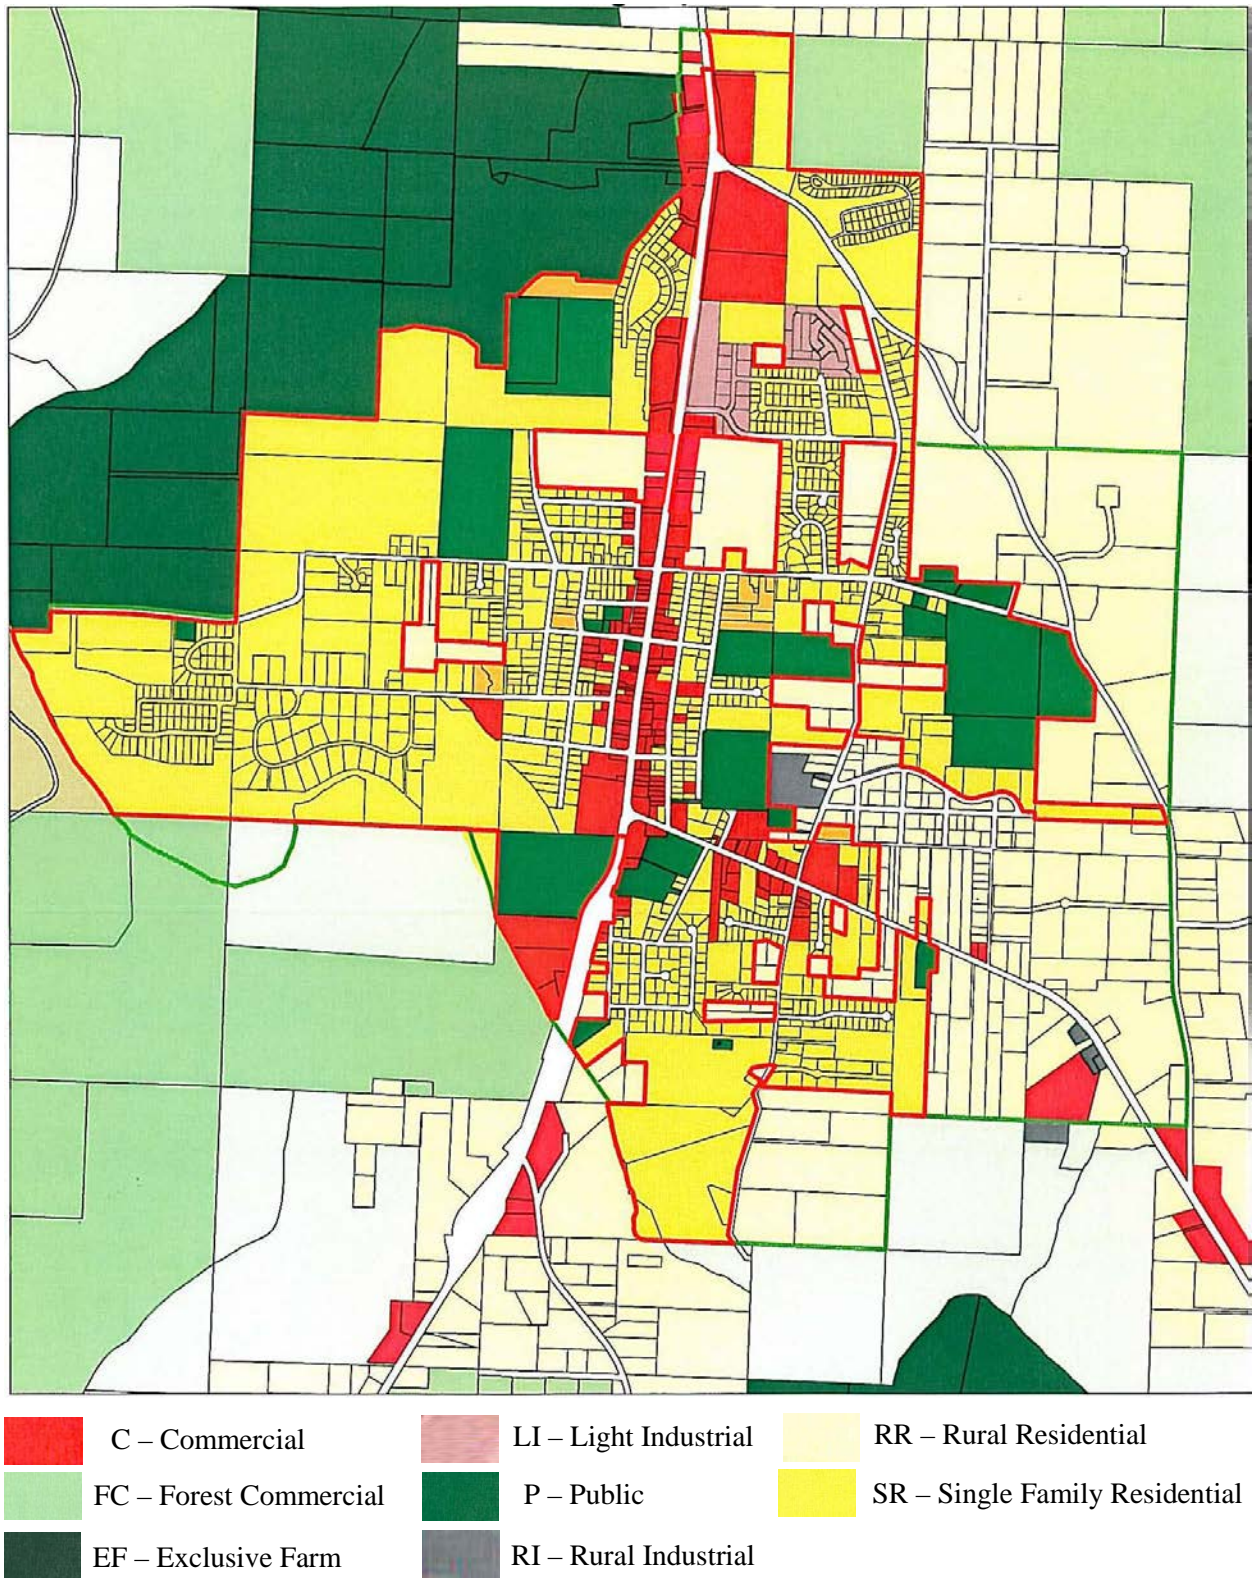 C – Commercial
LI – Light Industrial
RR – Rural Residential
FC – Forest Commercial
P – Public
SR – Single Family Residential
EF – Exclusive Farm
RI – Rural Industrial